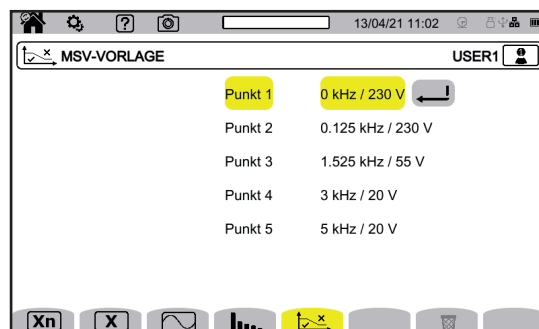 ? 13/04/21 11:02
MSV-VORLAGE USER1
Punkt 1 0 kHz / 230 V
Punkt 2 0.125 kHz / 230 V
Punkt 3 1.525 kHz / 55 V
Punkt 4 3 kHz / 20 V
Punkt 5 5 kHz / 20 V
Xn X